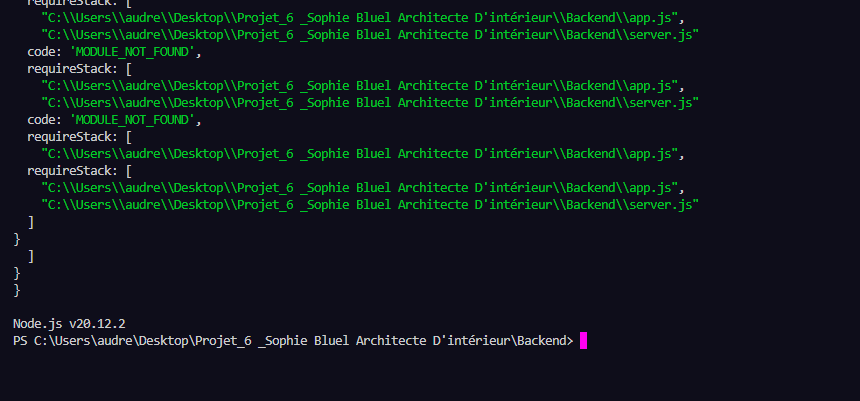 requireStack: [
"C:\\Users\\audre\\Desktop\\Projet_6 _Sophie Bluel Architecte D'intérieur\\Backend\\app.js",
"C:\\Users\\audre\\Desktop\\Projet_6 _Sophie Bluel Architecte D'intérieur\\Backend\\server.js"
code: 'MODULE_NOT_FOUND',
requireStack: [
"C:\\Users\\audre\\Desktop\\Projet_6 _Sophie Bluel Architecte D'intérieur\\Backend\\app.js",
"C:\\Users\\audre\\Desktop\\Projet_6 _Sophie Bluel Architecte D'intérieur\\Backend\\server.js"
code: 'MODULE_NOT_FOUND',
requireStack: [
"C:\\Users\\audre\\Desktop\\Projet_6 _Sophie Bluel Architecte D'intérieur\\Backend\\app.js",
requireStack: [
"C:\\Users\\audre\\Desktop\\Projet_6 _Sophie Bluel Architecte D'intérieur\\Backend\\app.js",
"C:\\Users\\audre\\Desktop\\Projet_6 _Sophie Bluel Architecte D'intérieur\\Backend\\server.js"
]
}
]
}
}
Node.js v20.12.2
PS C:\Users\audre\Desktop\Projet_6 _Sophie Bluel Architecte D'intérieur\Backend>